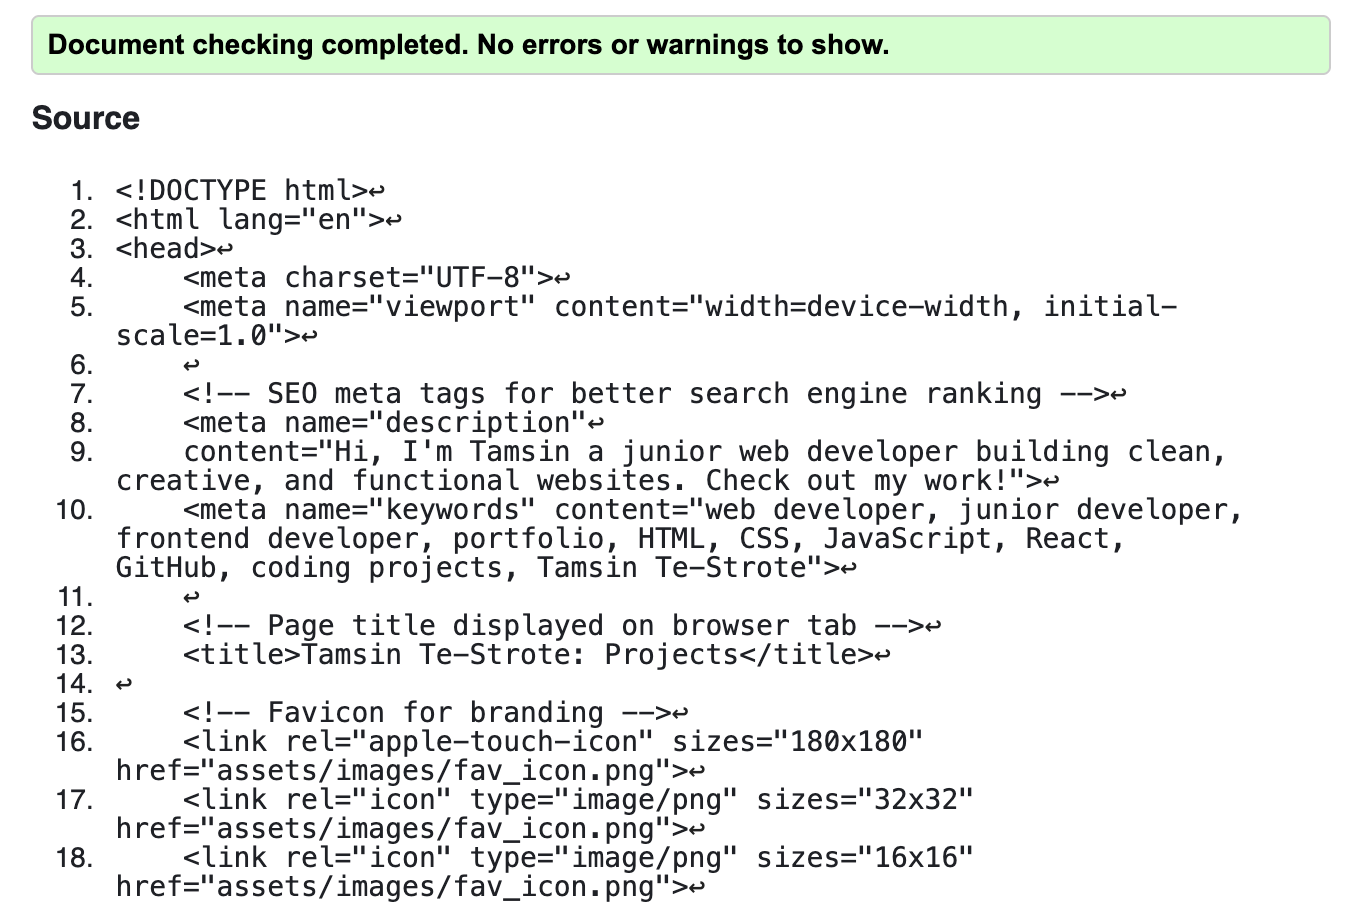 Document checking completed. No errors or warnings to show.
Source
1. <!DOCTYPE html>↩
2. <html lang="en">↩
3. <head>↩
4.     <meta charset="UTF-8">↩
5.     <meta name="viewport" content="width=device-width, initial-
scale=1.0">↩
6.     ↩
7.     <!-- SEO meta tags for better search engine ranking -->↩
8.     <meta name="description"↩
9.     content="Hi, I'm Tamsin a junior web developer building clean,
creative, and functional websites. Check out my work!">↩
10.     <meta name="keywords" content="web developer, junior developer,
frontend developer, portfolio, HTML, CSS, JavaScript, React,
GitHub, coding projects, Tamsin Te-Strote">↩
11.     ↩
12.     <!-- Page title displayed on browser tab -->↩
13.     <title>Tamsin Te-Strote: Projects</title>↩
14. ↩
15.     <!-- Favicon for branding -->↩
16.     <link rel="apple-touch-icon" sizes="180x180"
href="assets/images/fav_icon.png">↩
17.     <link rel="icon" type="image/png" sizes="32x32"
href="assets/images/fav_icon.png">↩
18.     <link rel="icon" type="image/png" sizes="16x16"
href="assets/images/fav_icon.png">↩